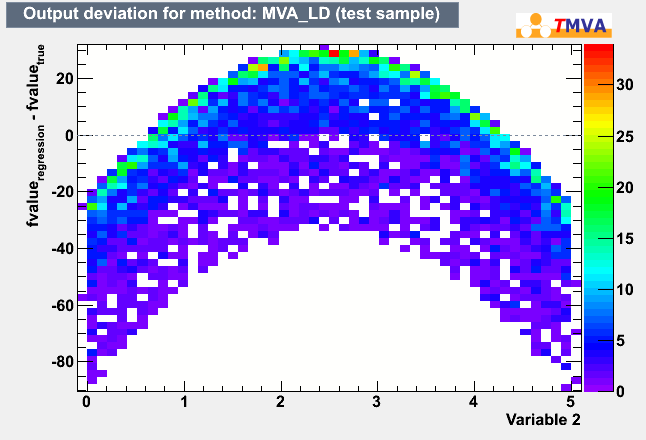 Output deviation for method: MVA_LD (test sample)
TMVA
fvalue_regression - fvalue_true
20
0
-20
-40
-60
-80
0 1 2 3 4 5
Variable 2
30
25
20
15
10
5
0